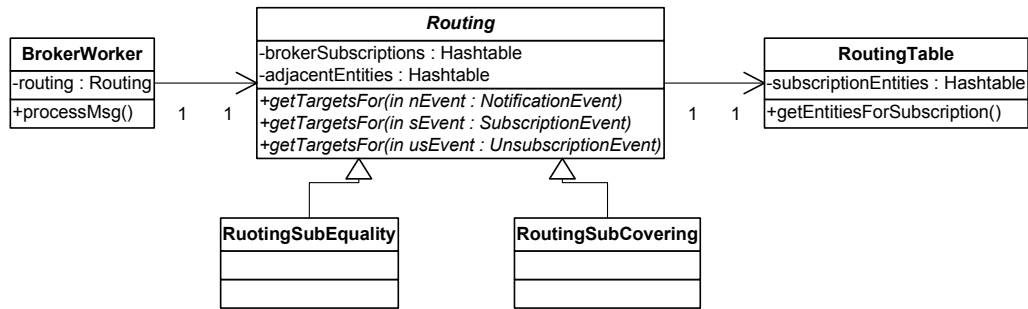 Routing
-brokerSubscriptions : Hashtable
-adjacentEntities : Hashtable
+getTargetsFor(in nEvent : NotificationEvent)
+getTargetsFor(in sEvent : SubscriptionEvent)
+getTargetsFor(in usEvent : UnsubscriptionEvent)
BrokerWorker
-routing : Routing
+processMsg()
1
1
RoutingTable
-subscriptionEntities : Hashtable
+getEntitiesForSubscription()
1
1
RuotingSubEquality
RoutingSubCovering